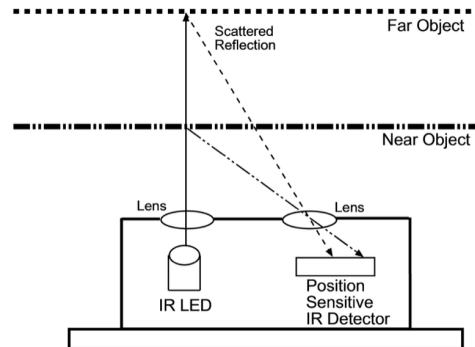 Far Object
Scattered
Reflection
Near Object
Lens
Lens
IR LED
Position
Sensitive
IR Detector